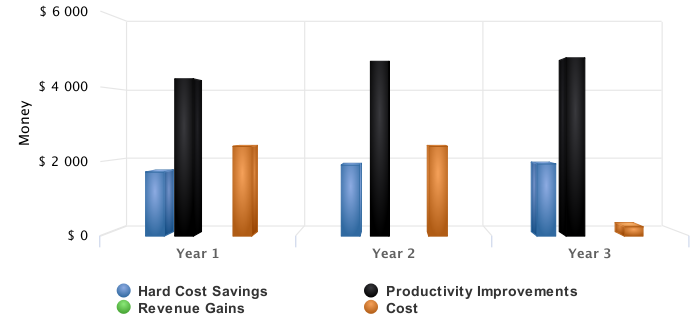 $ 6 000
$ 4 000
Money
$ 2 000
$ 0
Year 1 Year 2 Year 3
Hard Cost Savings Productivity Improvements
Revenue Gains Cost